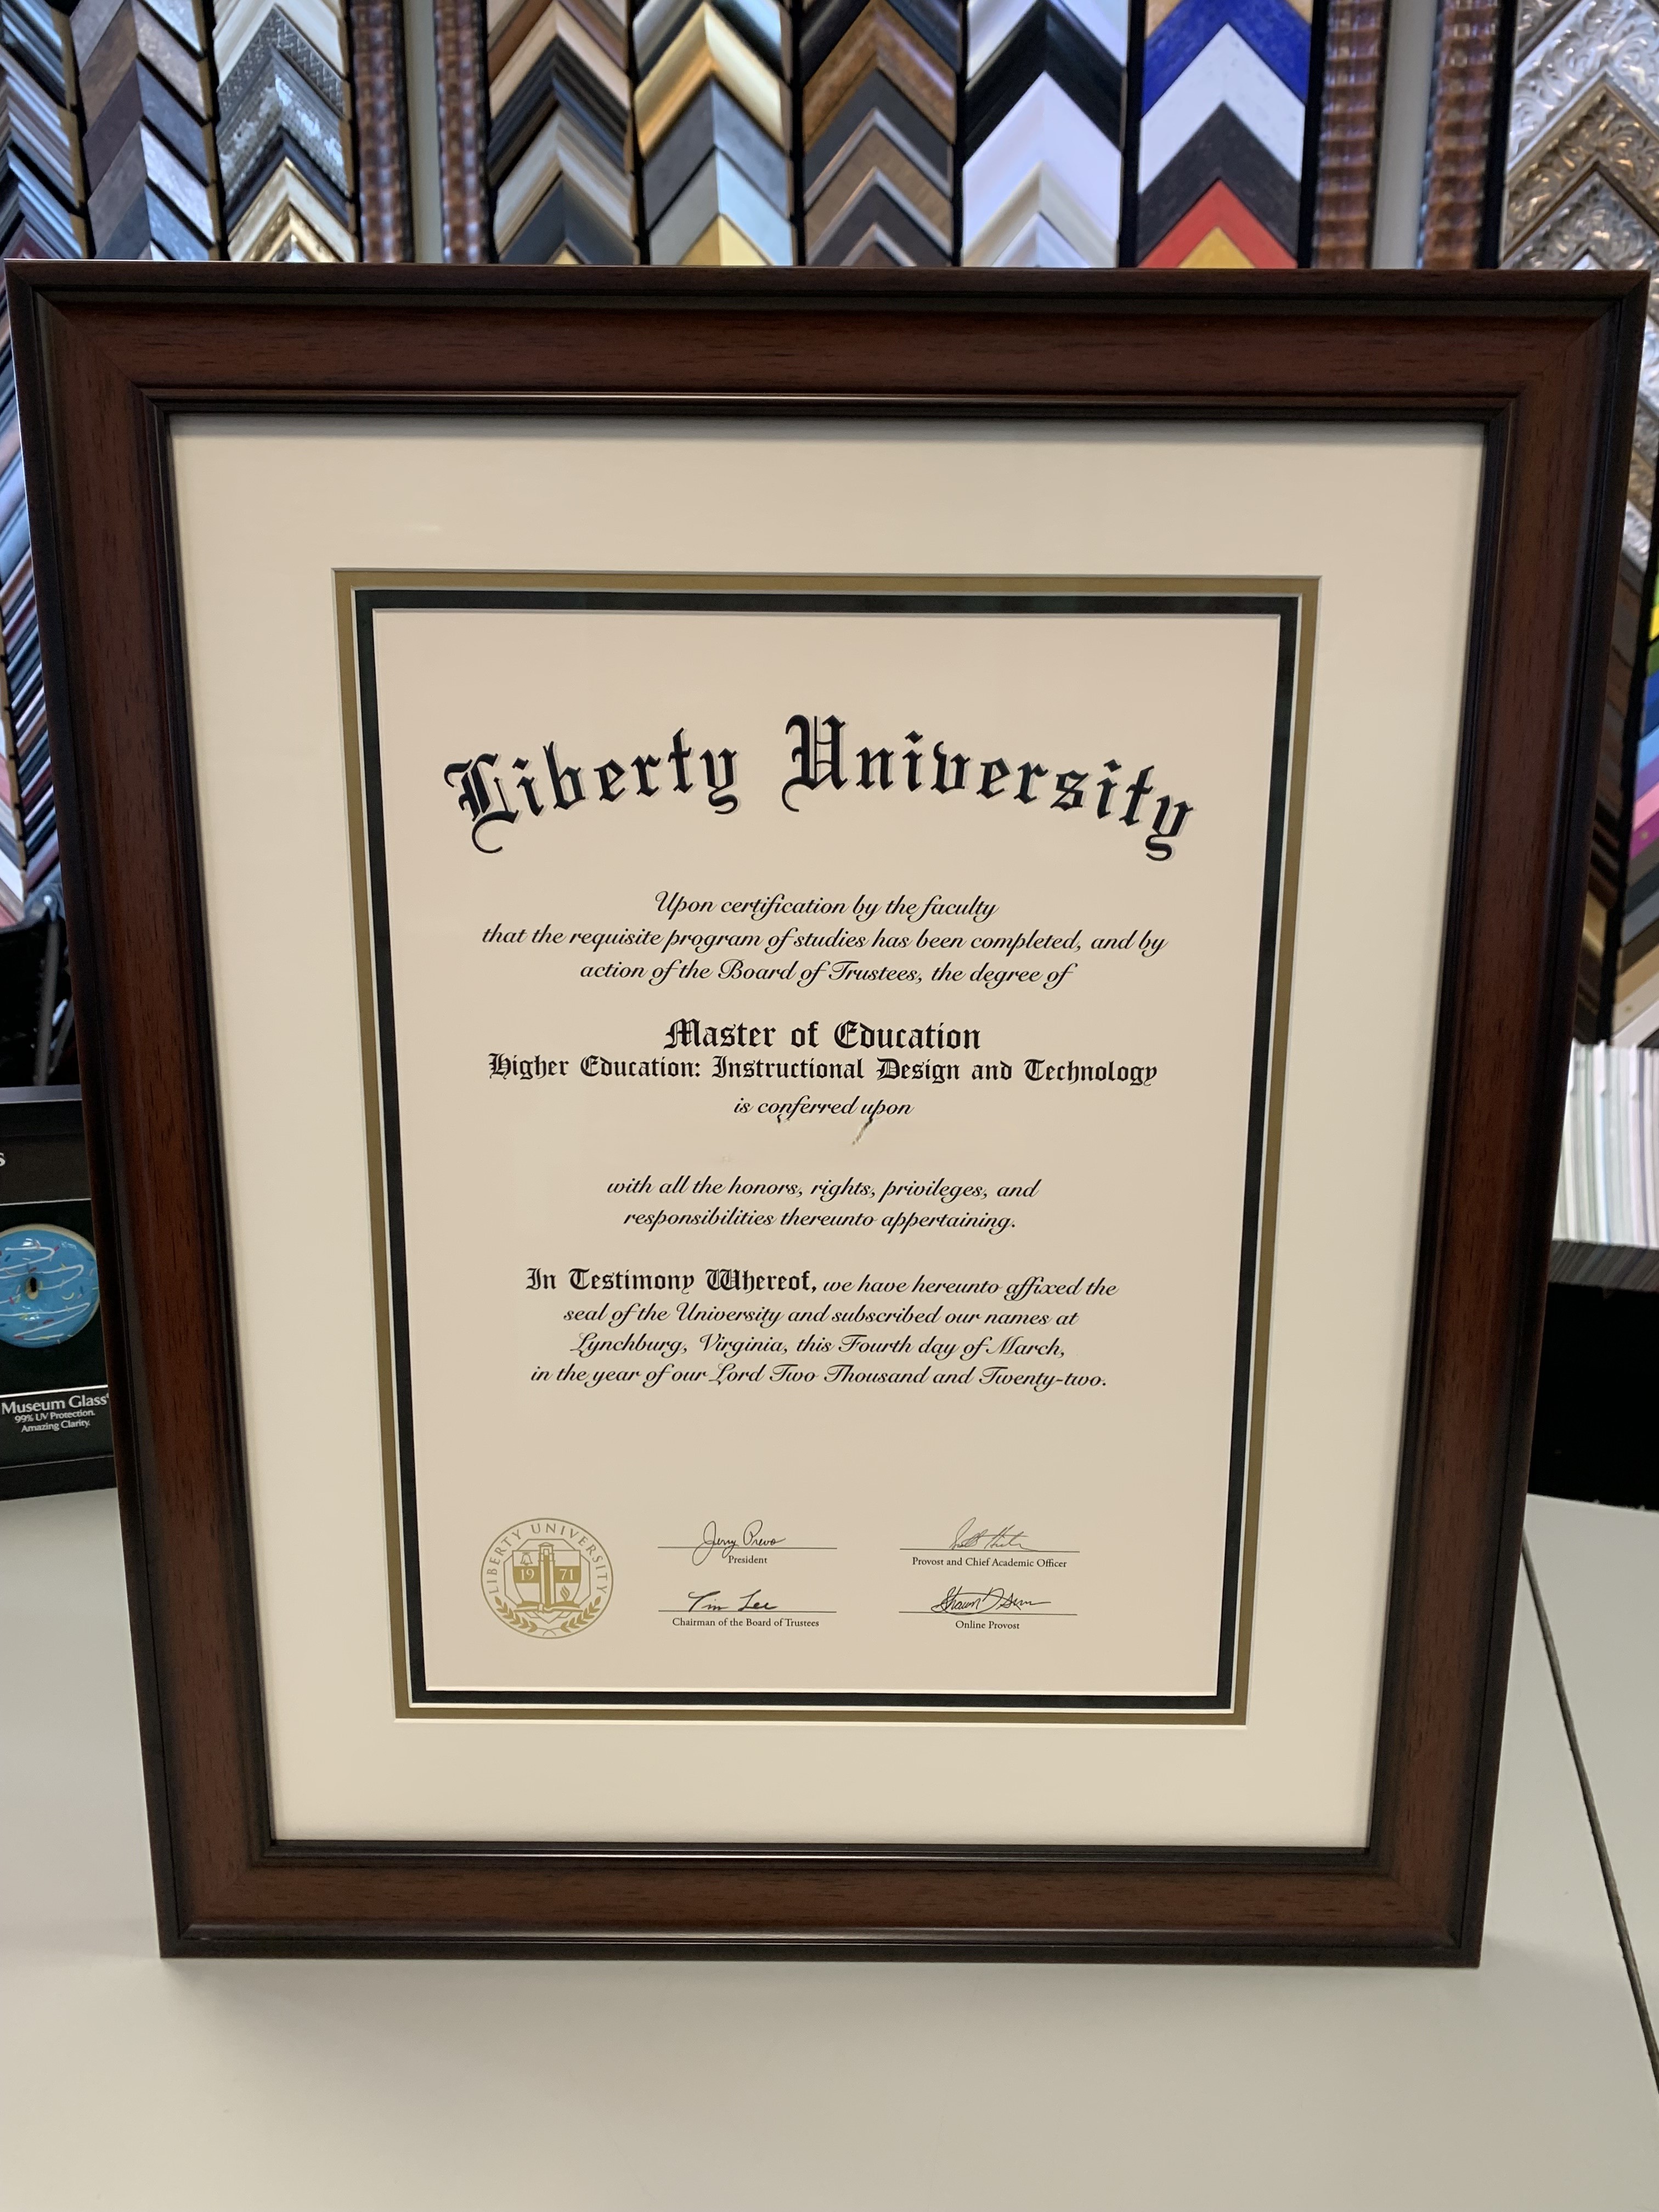 Liberty University
Upon certification by the faculty
that the requisite program of studies has been completed, and by
action of the Board of Trustees, the degree of
Master of Education
Higher Education: Instructional Design and Technology
is conferred upon
with all the honors, rights, privileges, and
responsibilities thereunto appertaining.
In Testimony Whereof, we have hereunto affixed the
seal of the University and subscribed our names at
Lynchburg, Virginia, this Fourth day of March,
in the year of our Lord Two Thousand and Twenty-two.
LIBERTY UNIVERSITY
19 71
Jerry Prevo
President
Provost and Chief Academic Officer
Tim Lee
Chairman of the Board of Trustees
Online Provost
s
Museum Glass
99% UV Protection.
Amazing Clarity.